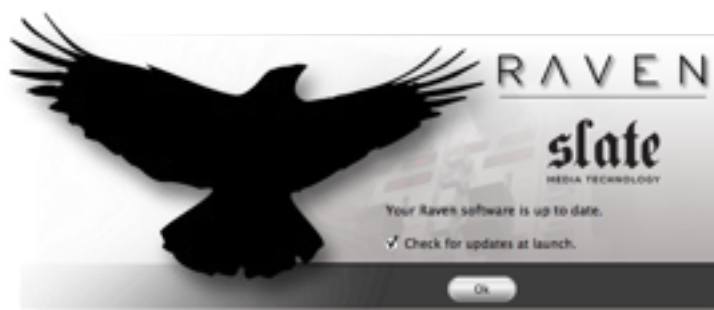 RAVEN
slate
MEDIA TECHNOLOGY
Your Raven software is up to date.
Check for updates at launch.
Ok